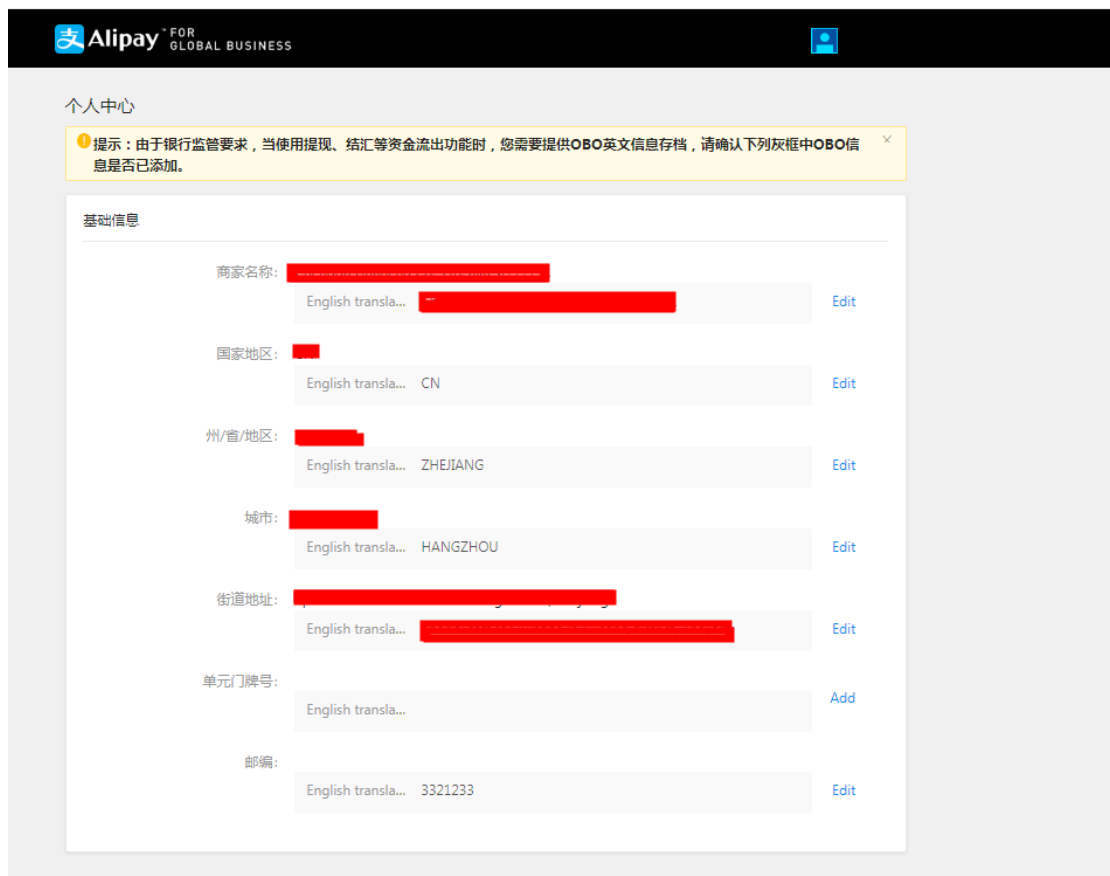 支 Alipay™ FOR
GLOBAL BUSINESS
个人中心
提示：由于银行监管要求，当使用提现、结汇等资金流出功能时，您需要提供OBO英文信息存档，请确认下列灰框中OBO信
息是否已添加。
基础信息
商家名称:
English transla... Edit
国家地区:
English transla... CN Edit
州/省/地区:
English transla... ZHEJIANG Edit
城市:
English transla... HANGZHOU Edit
街道地址:
English transla... Edit
单元门牌号:
English transla... Add
邮编:
English transla... 3321233 Edit